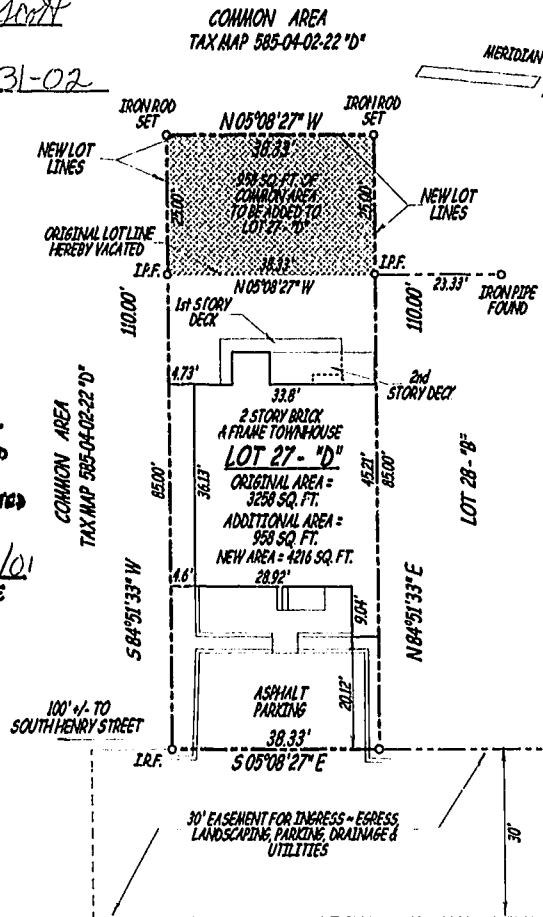 COMMON AREA
TAX MAP 585-04-02-22 "D"
31-02
MERIDIAN
IRON ROD
SET
N 05°08'27" W
IRON ROD
SET
38.33'
NEW LOT
LINES
25.00'
958 SQ. FT. OF
COMMON AREA
TO BE ADDED TO
LOT 27 - "D"
25.00'
NEW LOT
LINES
ORIGINAL LOT LINE
HEREBY VACATED
I.P.F.
38.33'
N 05°08'27" W
I.P.F.
23.33'
IRON PIPE
FOUND
110.00'
110.00'
1st STORY
DECK
2nd
STORY DECK
4.73'
33.8'
COMMON AREA
TAX MAP 585-04-02-22 "D"
2 STORY BRICK
& FRAME TOWNHOUSE
LOT 27 - "D"
ORIGINAL AREA =
3258 SQ. FT.
ADDITIONAL AREA =
958 SQ. FT.
NEW AREA = 4216 SQ. FT.
85.00'
36.13'
45.21'
85.00'
LOT 28 - "B"
4.6'
28.92'
9.04'
S 84°51'33" W
N 84°51'33" E
ASPHALT
PARKING
20.12'
100' +/- TO
SOUTH HENRY STREET
38.33'
I.R.F.
S 05°08'27" E
30' EASEMENT FOR INGRESS ~ EGRESS,
LANDSCAPING, PARKING, DRAINAGE &
UTILITIES
30'